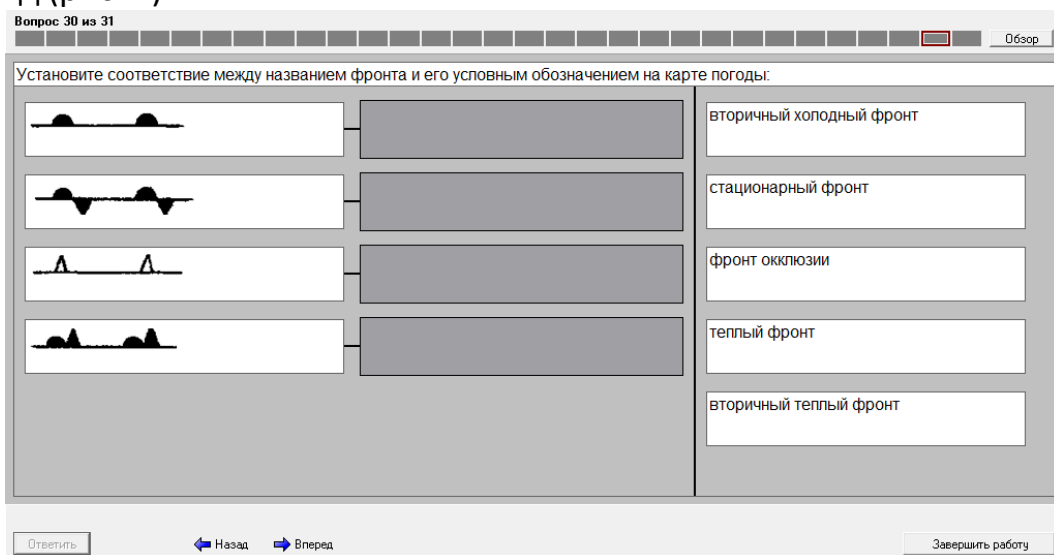 Вопрос 30 из 31
Обзор
Установите соответствие между названием фронта и его условным обозначением на карте погоды:
вторичный холодный фронт
стационарный фронт
фронт окклюзии
теплый фронт
вторичный теплый фронт
Ответить
Назад
Вперед
Завершить работу